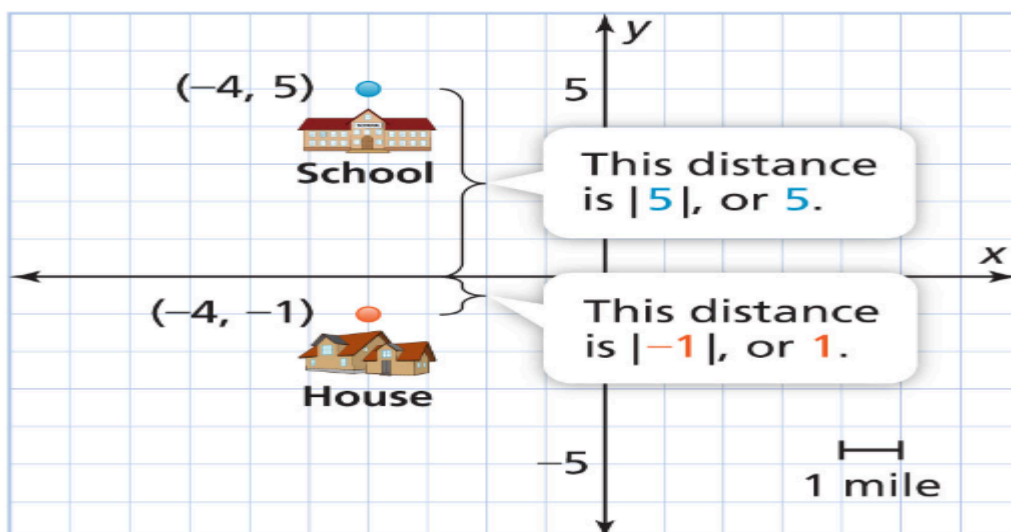 y
(–4, 5)
5
School
This distance
is |5|, or 5.
x
(–4, –1)
This distance
is |–1|, or 1.
House
–5
1 mile